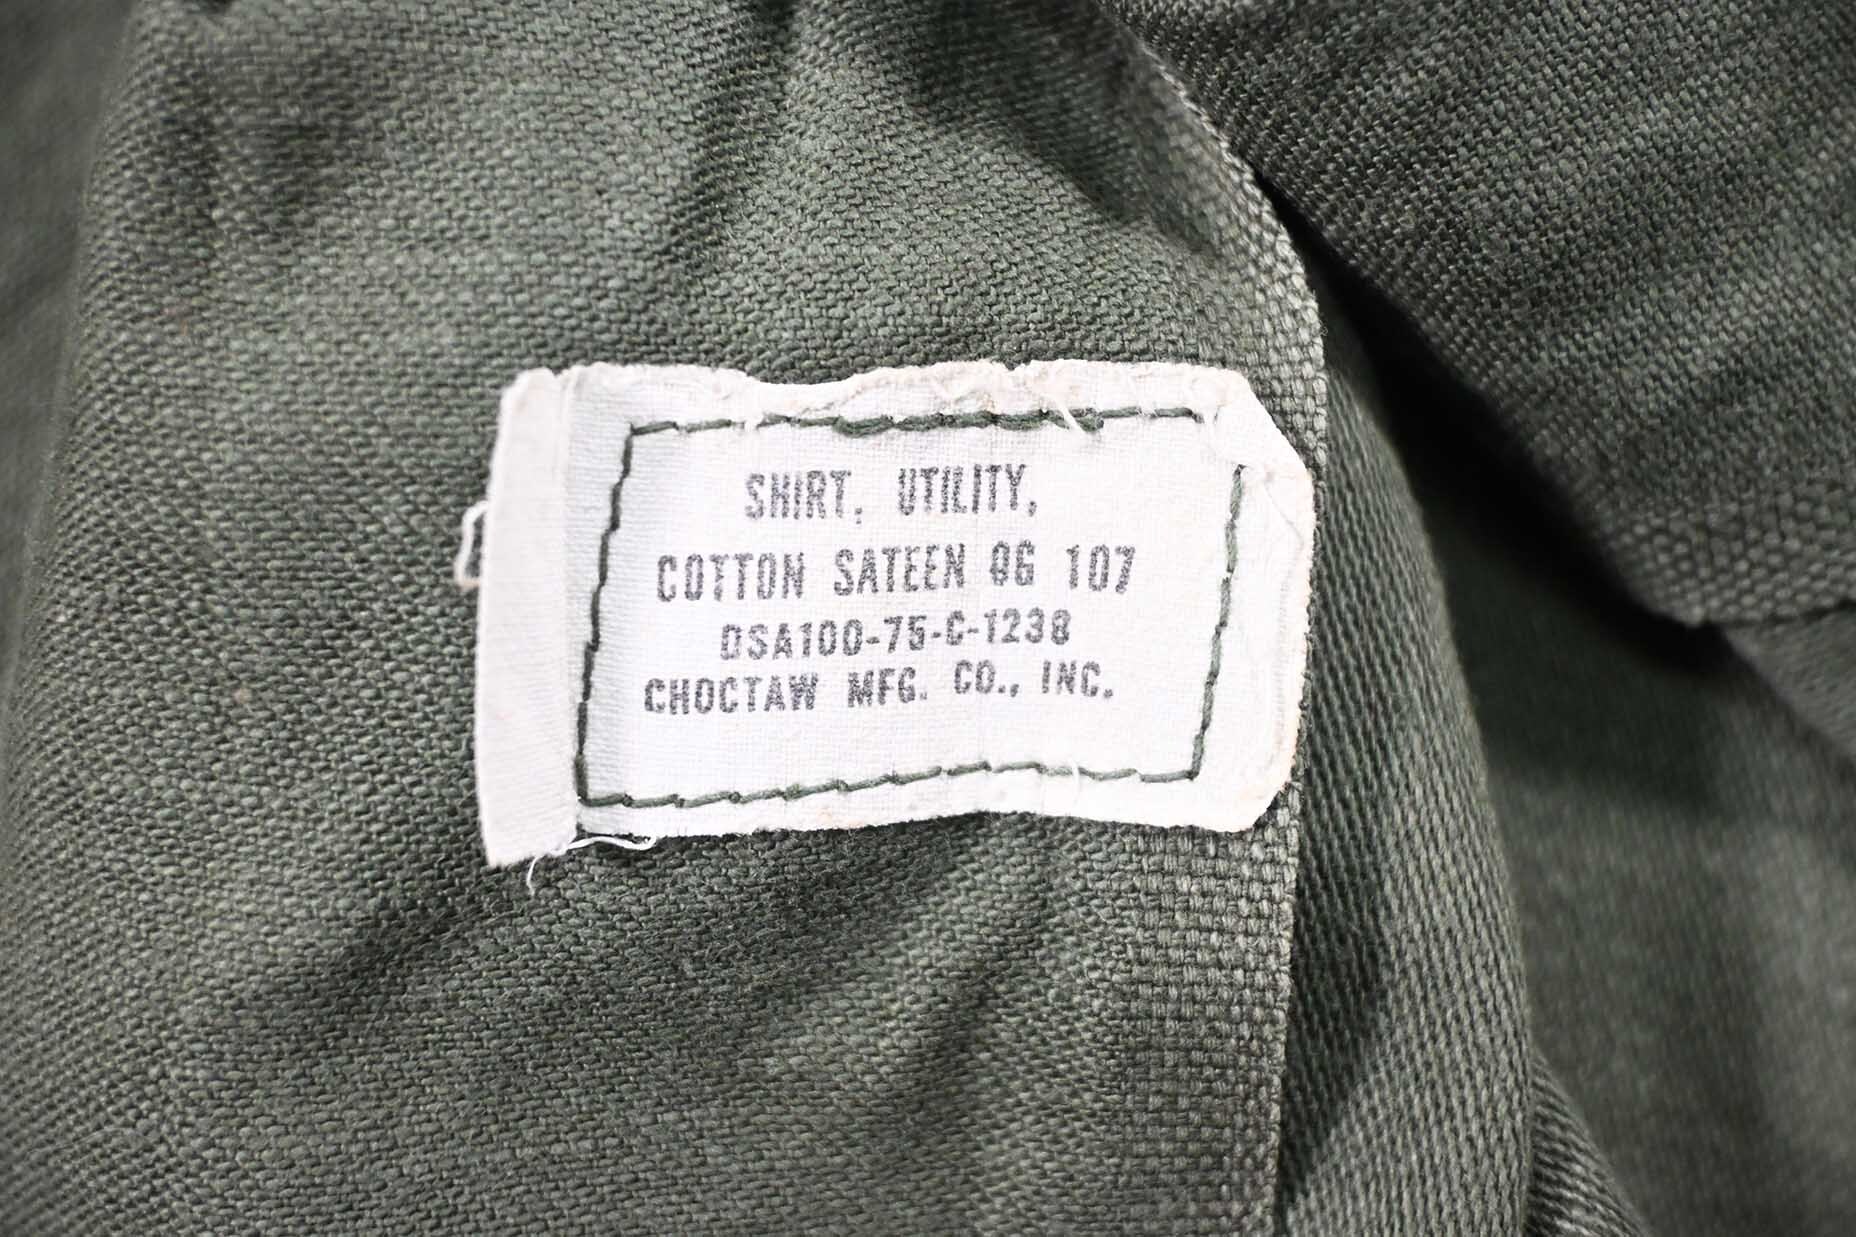 SHIRT, UTILITY,
COTTON SATEEN OG 107
DSA100-75-C-1238
CHOCTAW MFG. CO., INC.